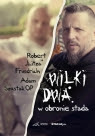 Robert
"Litza"
Friedrich
Adam
Szustak OP
WILKI
DWA
w obronie stada